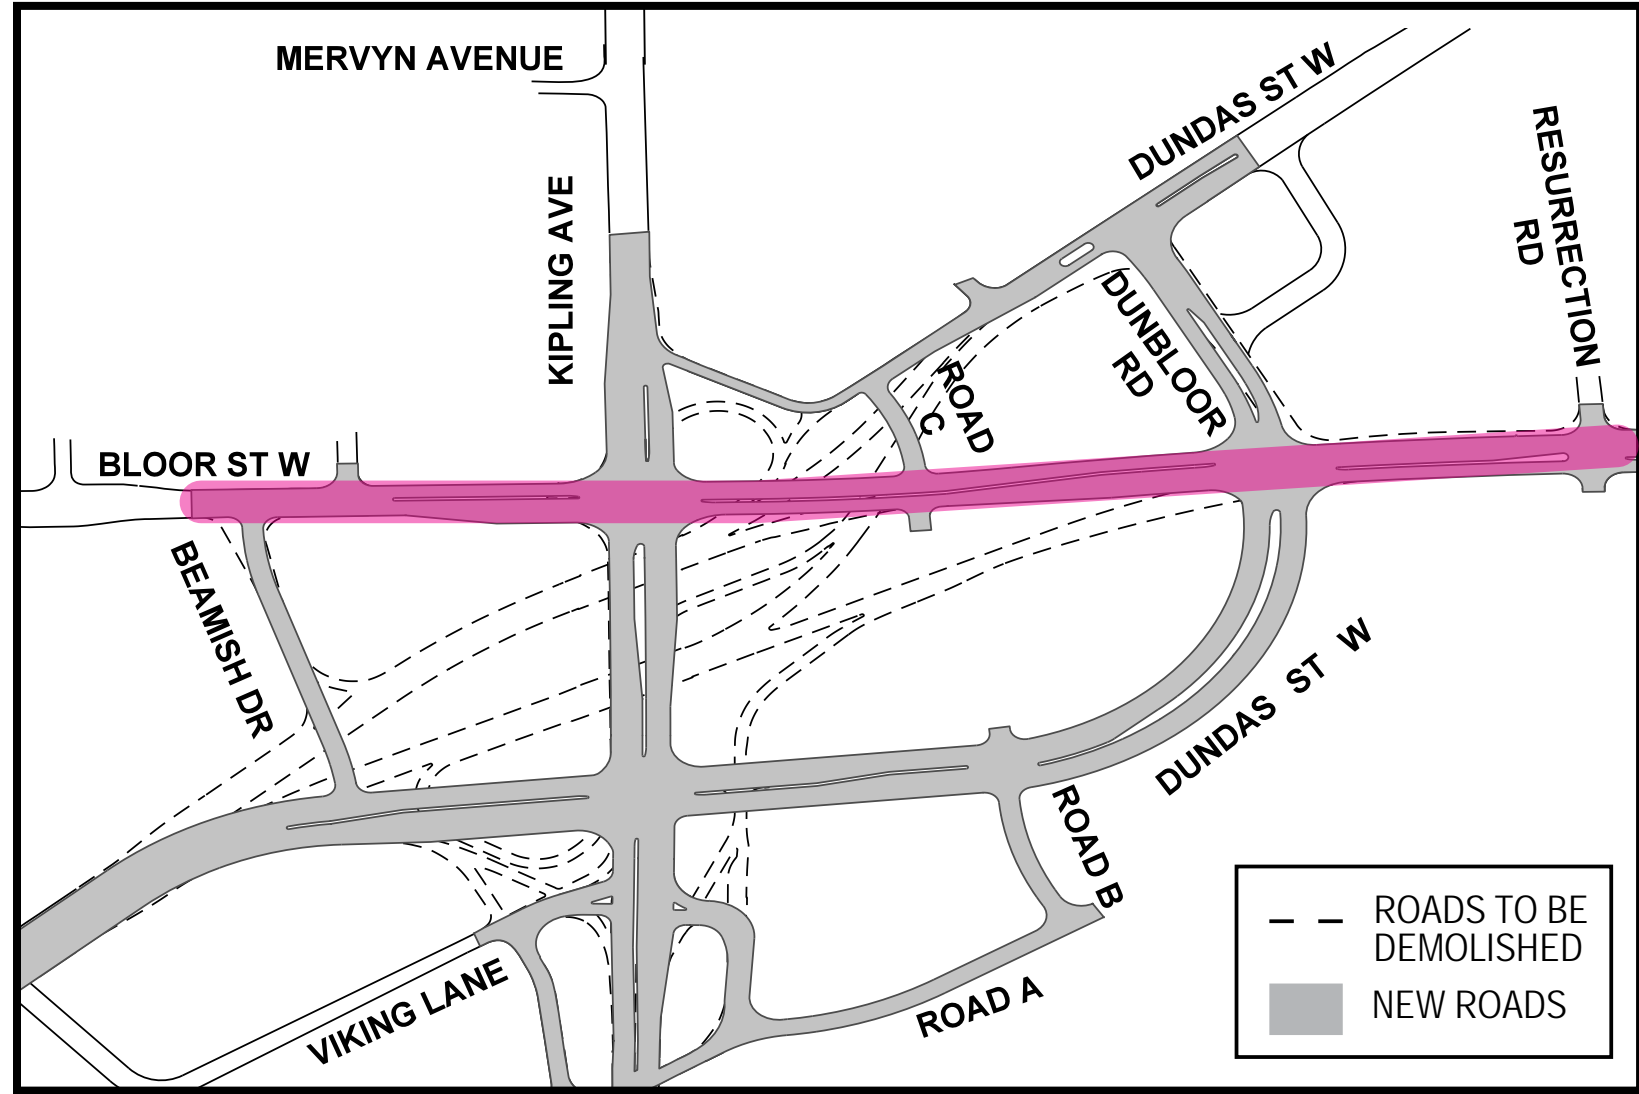 MERVYN AVENUE
DUNDAS ST W
RESURRECTION
RD
KIPLING AVE
DUNBLOOR
RD
ROAD
C
BLOOR ST W
BEAMISH DR
DUNDAS ST W
ROAD B
VIKING LANE
ROAD A
ROADS TO BE
DEMOLISHED
NEW ROADS